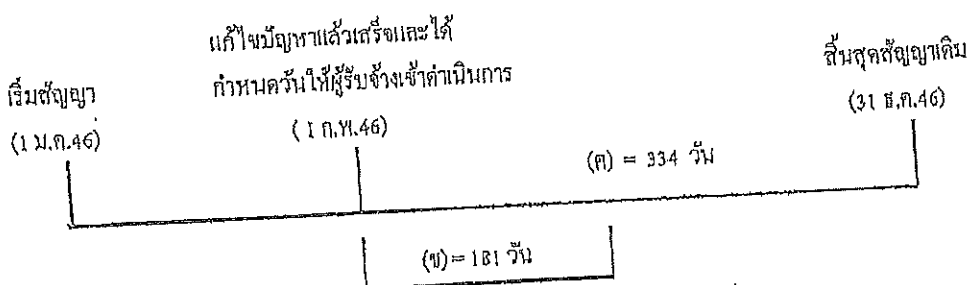 แก้ไขปัญหาแล้วเสร็จและได้
กำหนดวันให้ผู้รับจ้างเข้าดำเนินการ
(1 ก.พ.46)
เริ่มสัญญา
(1 ม.ค.46)
สิ้นสุดสัญญาเดิม
(31 ธ.ค.46)
(ค) = 334 วัน
(ข) = 181 วัน